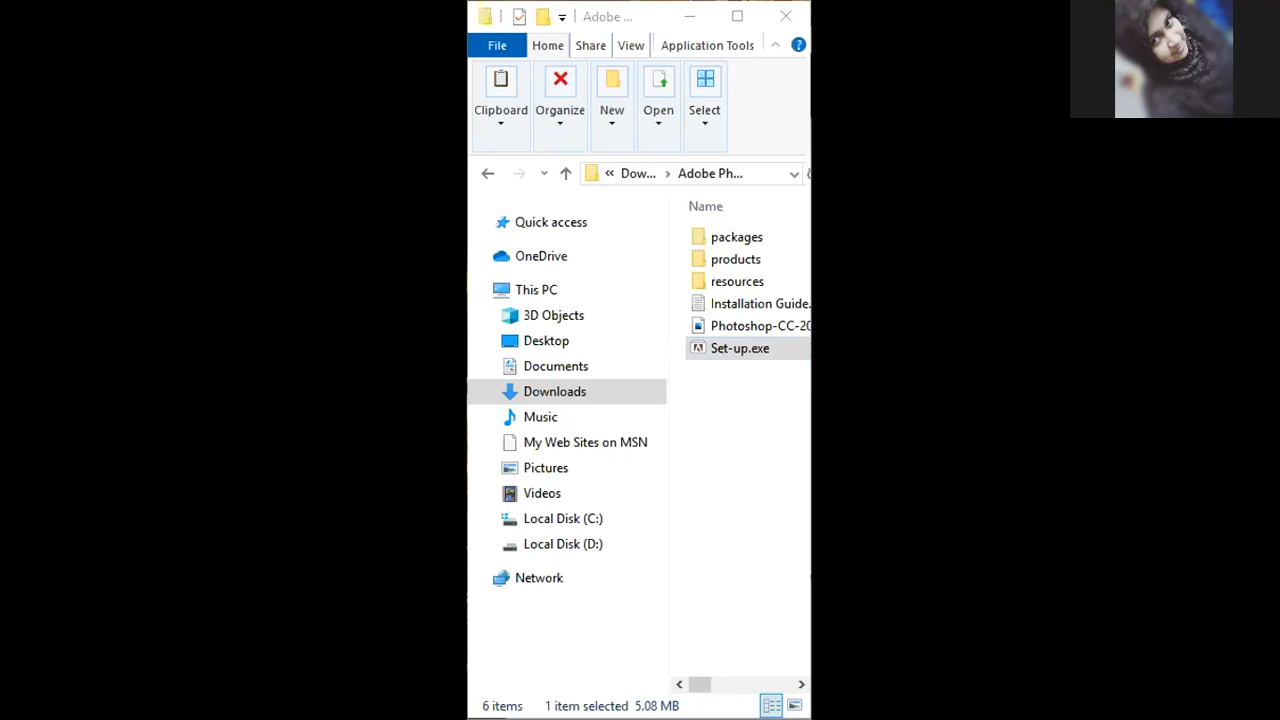 Adobe ...
File Home Share View Application Tools
Clipboard Organize New Open Select
« Dow... › Adobe Ph...
Name
Quick access
OneDrive
This PC
3D Objects
Desktop
Documents
Downloads
Music
My Web Sites on MSN
Pictures
Videos
Local Disk (C:)
Local Disk (D:)
Network
packages
products
resources
Installation Guide.
Photoshop-CC-20
Set-up.exe
6 items 1 item selected 5.08 MB